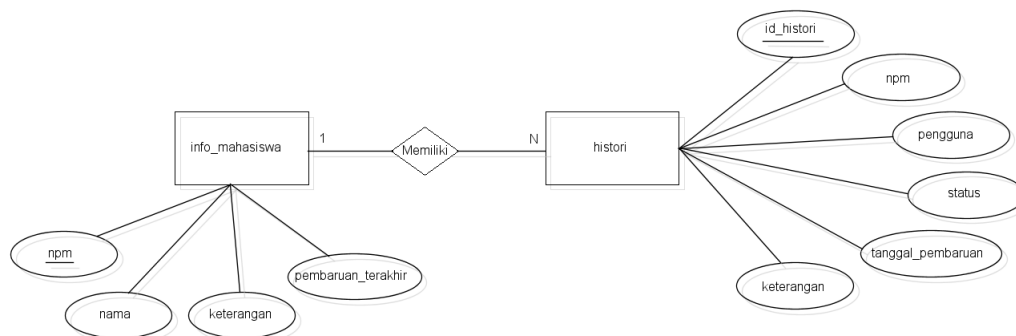 id_histori
npm
pengguna
info_mahasiswa
1
Memiliki
N
histori
status
npm
pembaruan_terakhir
tanggal_pembaruan
nama
keterangan
keterangan